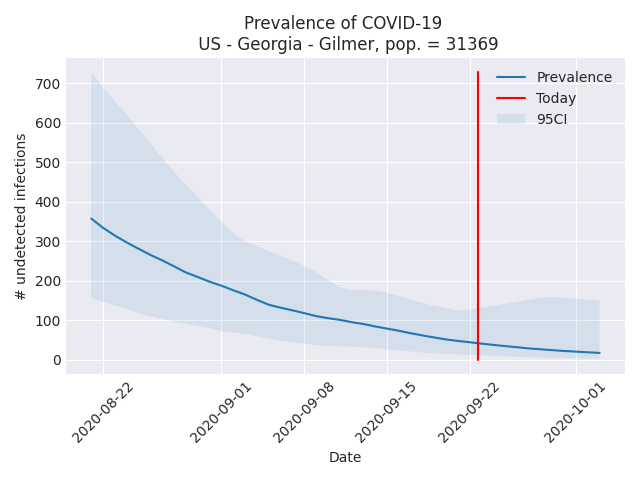 Prevalence of COVID-19
US - Georgia - Gilmer, pop. = 31369
# undetected infections
700
600
500
400
300
200
100
0
Prevalence
Today
95CI
2020-08-22
2020-09-01
2020-09-08
2020-09-15
2020-09-22
2020-10-01
Date